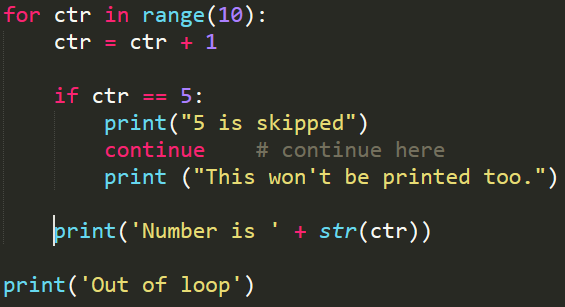 for ctr in range(10):
    ctr = ctr + 1
    if ctr == 5:
        print("5 is skipped")
        continue    # continue here
        print ("This won't be printed too.")
    print('Number is ' + str(ctr))
print('Out of loop')